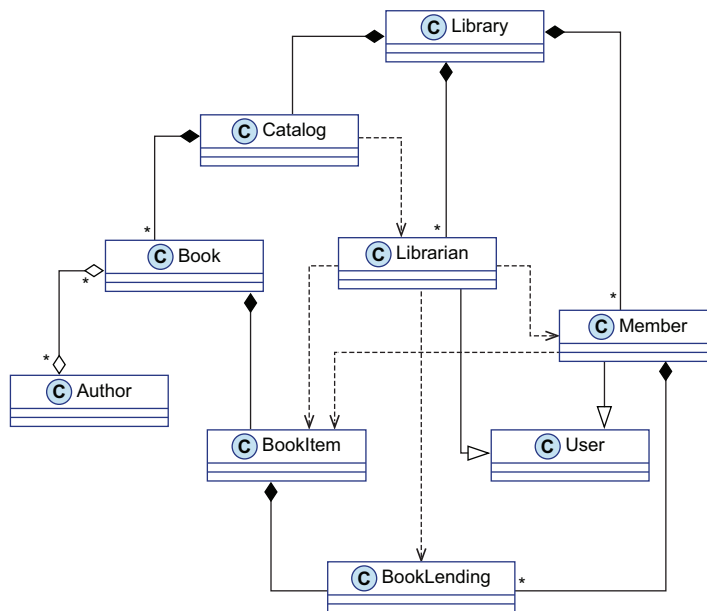 C Library
C Catalog
*
*
C Book
C Librarian
*
*
C Member
*
C Author
C BookItem
C User
C BookLending
*